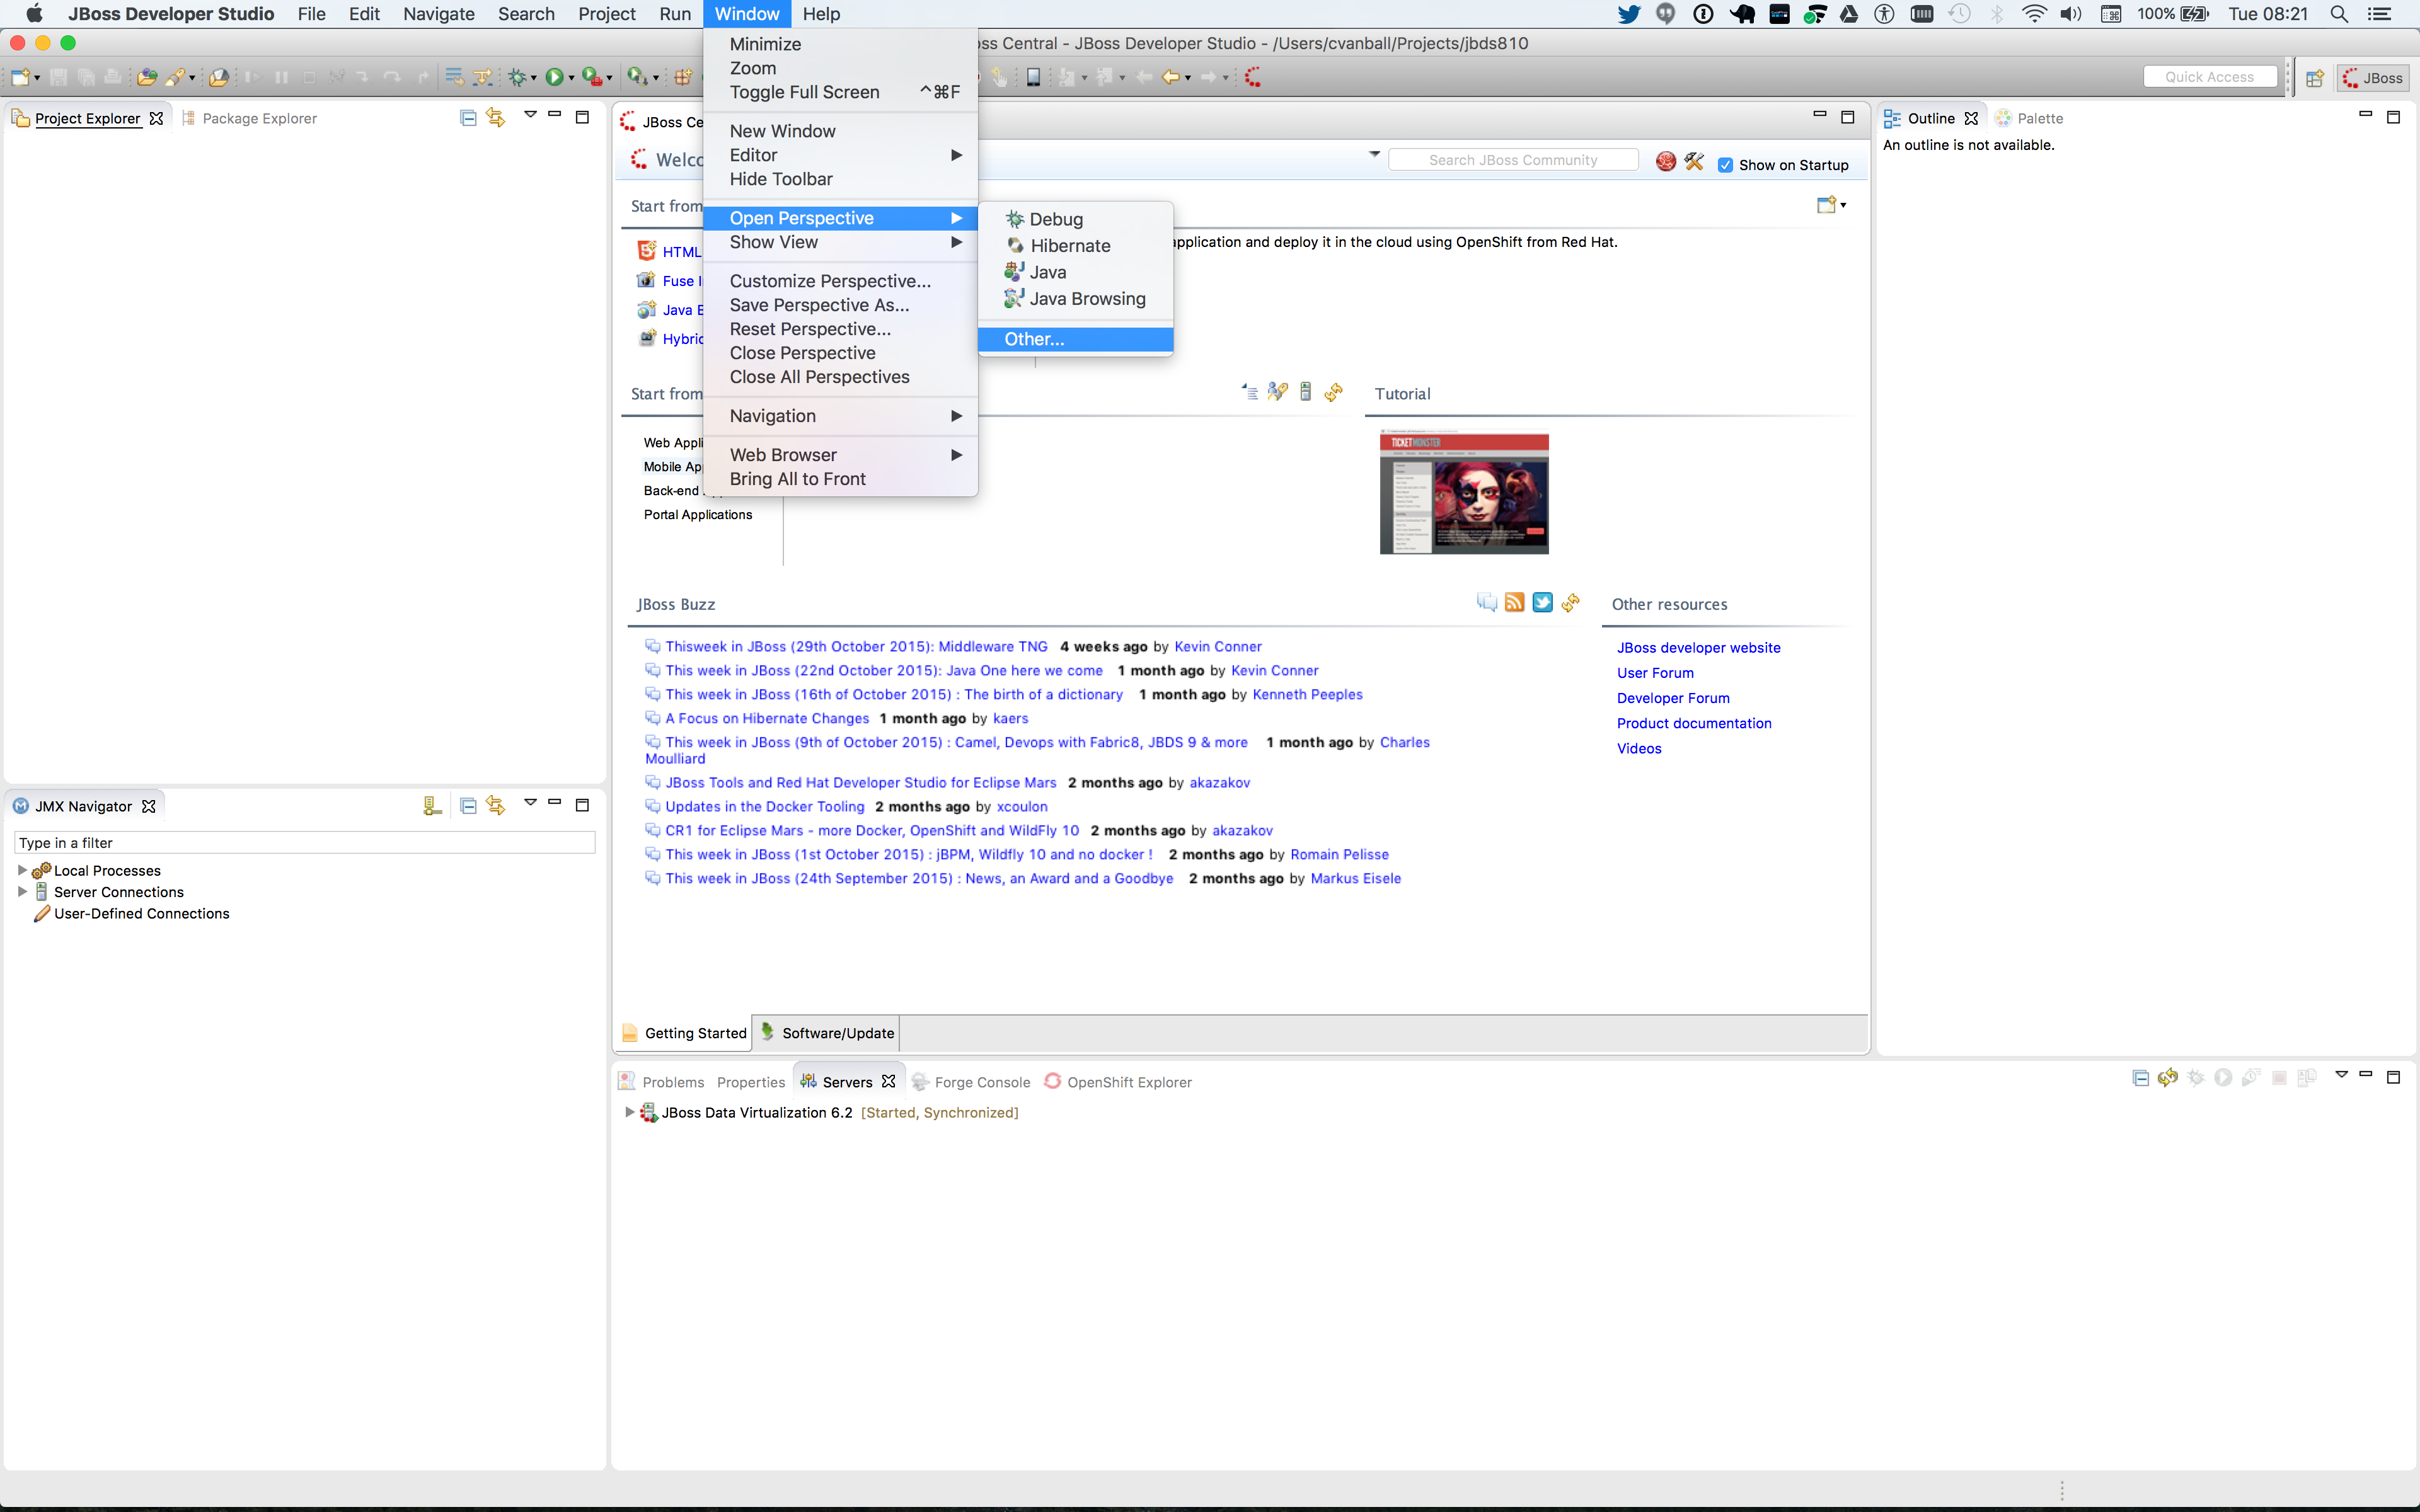 JBoss Developer Studio File Edit Navigate Search Project Run Window Help 100% Tue 08:21
ss Central - JBoss Developer Studio - /Users/cvanball/Projects/jbds810
Quick Access JBoss
Minimize
Zoom
Toggle Full Screen ^⌘F
New Window
Editor
Hide Toolbar
Open Perspective
Show View
Customize Perspective...
Save Perspective As...
Reset Perspective...
Close Perspective
Close All Perspectives
Navigation
Web Browser
Bring All to Front
Debug
Hibernate
Java
Java Browsing
Other...
Project Explorer Package Explorer
JBoss Ce
Welco
Search JBoss Community Show on Startup
Start from
HTML
Fuse I
Java E
Hybric
pplication and deploy it in the cloud using OpenShift from Red Hat.
Start from
Web Appli
Mobile Ap
Back-end
Portal Applications
Tutorial
TICKETMONSTER
JBoss Buzz
Thisweek in JBoss (29th October 2015): Middleware TNG 4 weeks ago by Kevin Conner
This week in JBoss (22nd October 2015): Java One here we come 1 month ago by Kevin Conner
This week in JBoss (16th of October 2015) : The birth of a dictionary 1 month ago by Kenneth Peeples
A Focus on Hibernate Changes 1 month ago by kaers
This week in JBoss (9th of October 2015) : Camel, Devops with Fabric8, JBDS 9 & more 1 month ago by Charles
Moulliard
JBoss Tools and Red Hat Developer Studio for Eclipse Mars 2 months ago by akazakov
Updates in the Docker Tooling 2 months ago by xcoulon
CR1 for Eclipse Mars - more Docker, OpenShift and WildFly 10 2 months ago by akazakov
This week in JBoss (1st October 2015) : jBPM, Wildfly 10 and no docker ! 2 months ago by Romain Pelisse
This week in JBoss (24th September 2015) : News, an Award and a Goodbye 2 months ago by Markus Eisele
Other resources
JBoss developer website
User Forum
Developer Forum
Product documentation
Videos
Getting Started Software/Update
Outline Palette
An outline is not available.
JMX Navigator
Type in a filter
Local Processes
Server Connections
User-Defined Connections
Problems Properties Servers Forge Console OpenShift Explorer
JBoss Data Virtualization 6.2 [Started, Synchronized]